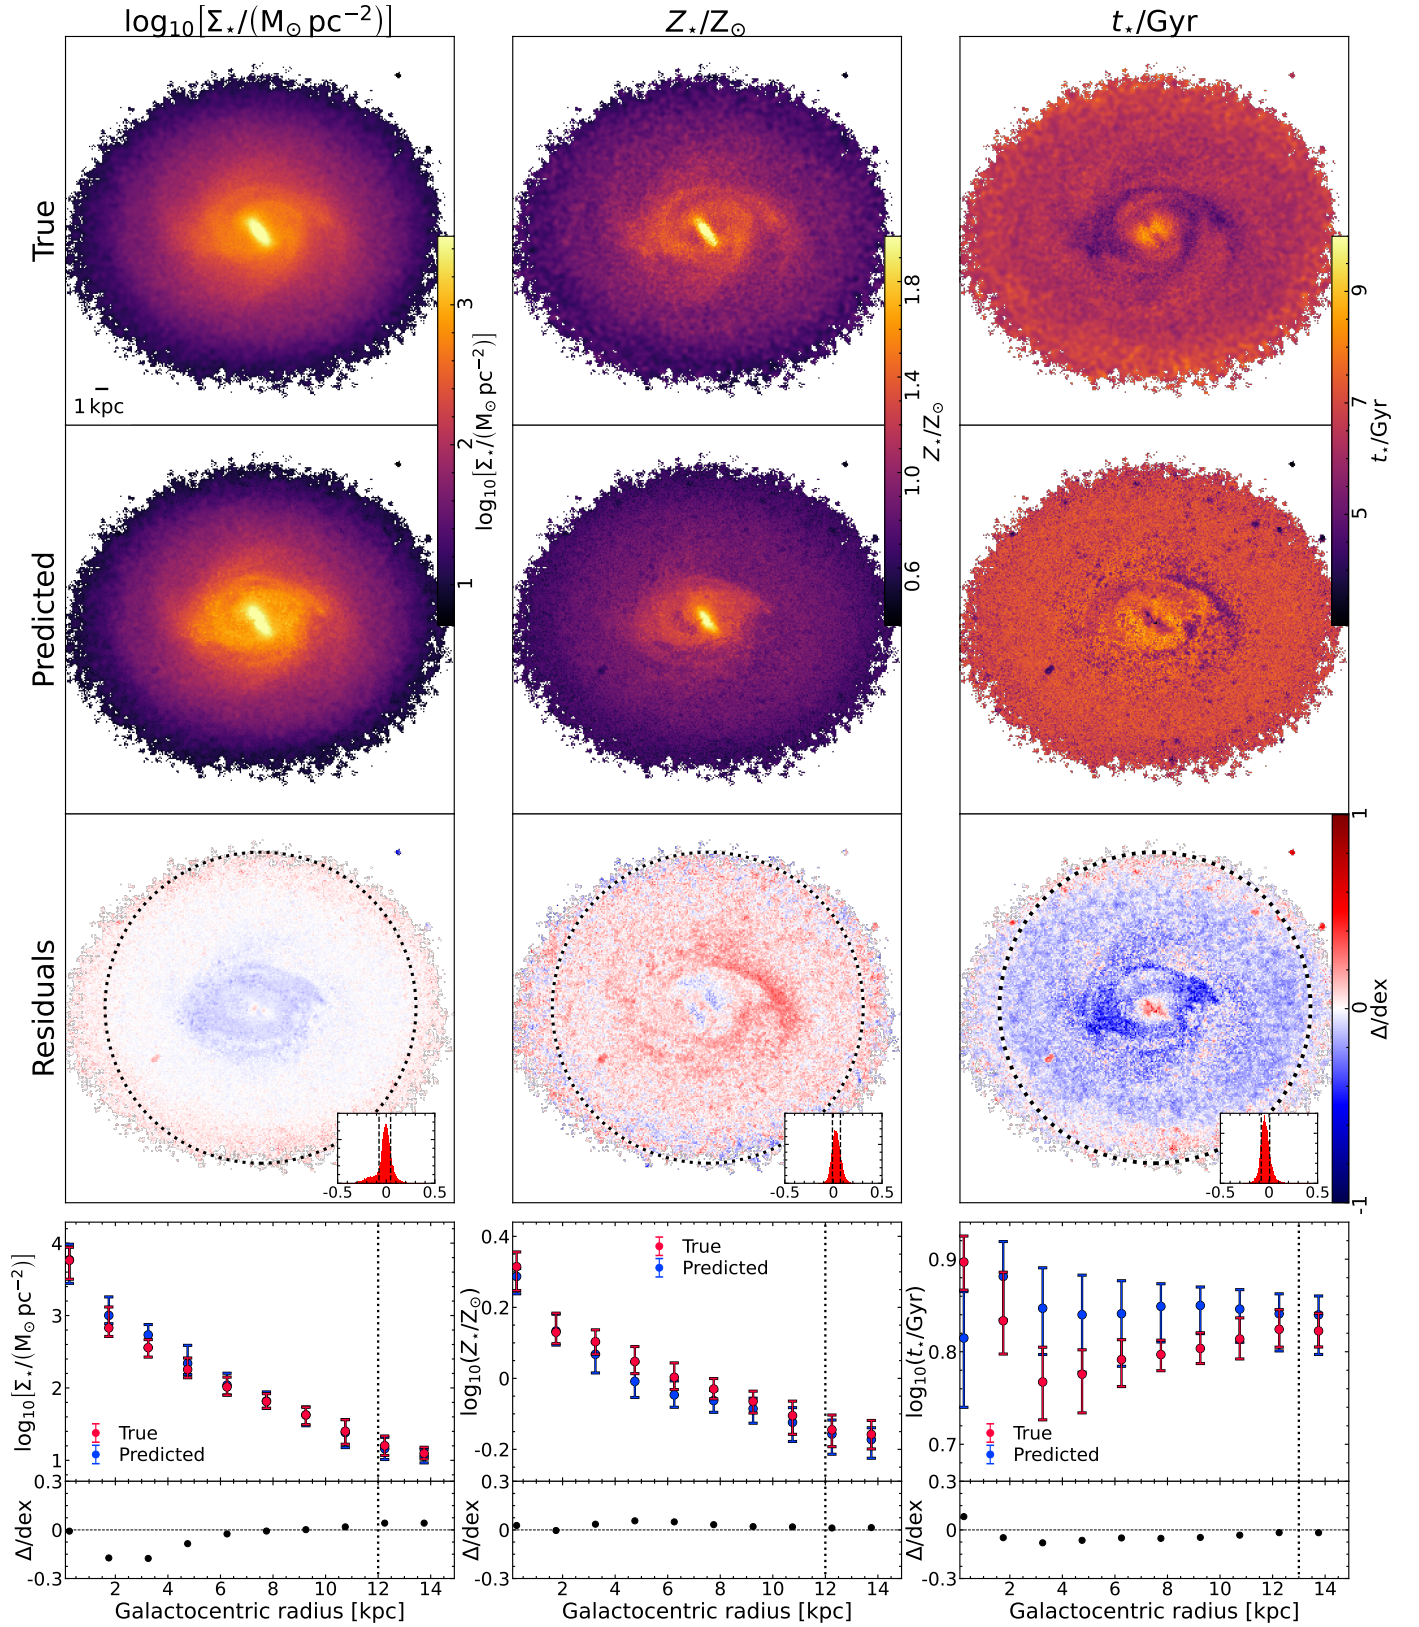 log₁₀[Σ⋆/(M⊙ pc⁻²)]
Z⋆/Z⊙
t⋆/Gyr
True
1 kpc
3
2
1
log₁₀[Σ⋆/(M⊙ pc⁻²)]
1.8
1.4
1.0
0.6
Z⋆/Z⊙
9
7
5
t⋆/Gyr
Predicted
Residuals
-0.5 0 0.5
-0.5 0 0.5
-0.5 0 0.5
1
0
-1
Δ/dex
log₁₀[Σ⋆/(M⊙ pc⁻²)]
4
3
2
1
True
Predicted
log₁₀(Z⋆/Z⊙)
0.4
0.2
0
-0.2
True
Predicted
log₁₀(t⋆/Gyr)
0.9
0.8
0.7
True
Predicted
Δ/dex
0.3
0
-0.3
2 4 6 8 10 12 14
Galactocentric radius [kpc]
Δ/dex
0.3
0
-0.3
2 4 6 8 10 12 14
Galactocentric radius [kpc]
Δ/dex
0.3
0
-0.3
2 4 6 8 10 12 14
Galactocentric radius [kpc]